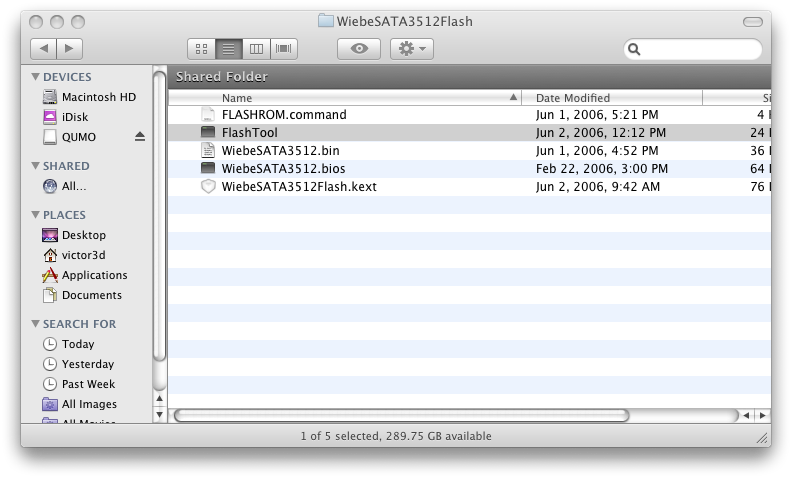 WiebeSATA3512Flash
DEVICES
Macintosh HD
iDisk
QUMO
SHARED
All...
PLACES
Desktop
victor3d
Applications
Documents
SEARCH FOR
Today
Yesterday
Past Week
All Images
All Movies
Shared Folder
Name Date Modified Si
FLASHROM.command Jun 1, 2006, 5:21 PM 4
FlashTool Jun 2, 2006, 12:12 PM 24
WiebeSATA3512.bin Jun 1, 2006, 4:52 PM 36
WiebeSATA3512.bios Feb 22, 2006, 3:00 PM 64
WiebeSATA3512Flash.kext Jun 2, 2006, 9:42 AM 76
1 of 5 selected, 289.75 GB available